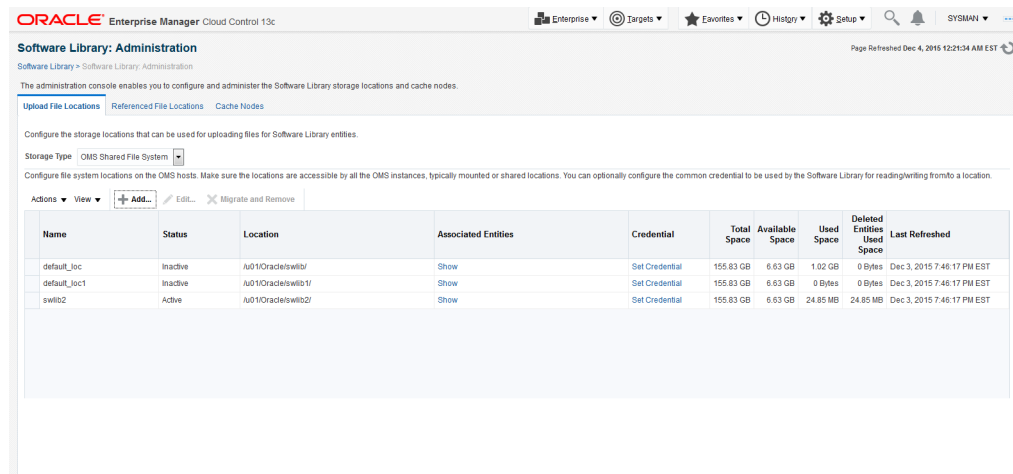 ORACLE Enterprise Manager Cloud Control 13c Enterprise Targets Favorites History Setup SYSMAN
Software Library: Administration Page Refreshed Dec 4, 2015 12:21:34 AM EST
Software Library > Software Library: Administration
The administration console enables you to configure and administer the Software Library storage locations and cache nodes.
Upload File Locations Referenced File Locations Cache Nodes
Configure the storage locations that can be used for uploading files for Software Library entities.
Storage Type OMS Shared File System
Configure file system locations on the OMS hosts. Make sure the locations are accessible by all the OMS instances, typically mounted or shared locations. You can optionally configure the common credential to be used by the Software Library for reading/writing from/to a location.
Actions View Add... Edit... Migrate and Remove
Name Status Location Associated Entities Credential Total Space Available Space Used Space Deleted Entities Used Space Last Refreshed
default_loc Inactive /u01/Oracle/swlib/ Show Set Credential 155.83 GB 6.63 GB 1.02 GB 0 Bytes Dec 3, 2015 7:46:17 PM EST
default_loc1 Inactive /u01/Oracle/swlib1/ Show Set Credential 155.83 GB 6.63 GB 0 Bytes 0 Bytes Dec 3, 2015 7:46:17 PM EST
swlib2 Active /u01/Oracle/swlib2/ Show Set Credential 155.83 GB 6.63 GB 24.85 MB 24.85 MB Dec 3, 2015 7:46:17 PM EST